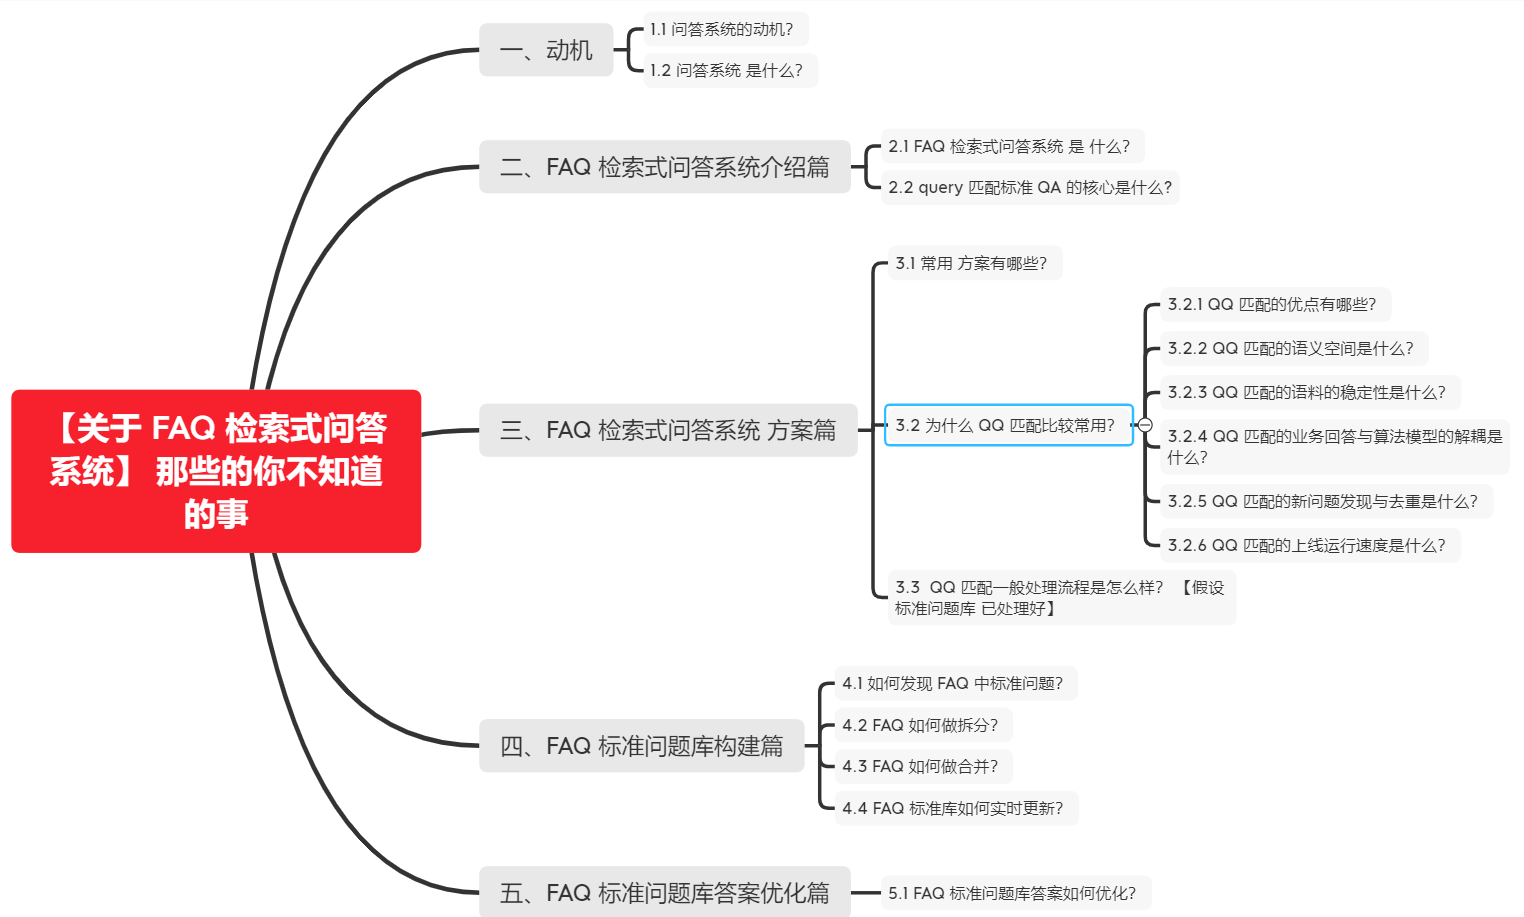 【关于 FAQ 检索式问答
系统】 那些的你不知道
的事
一、动机
1.1 问答系统的动机?
1.2 问答系统 是什么?
二、FAQ 检索式问答系统介绍篇
2.1 FAQ 检索式问答系统 是 什么?
2.2 query 匹配标准 QA 的核心是什么?
三、FAQ 检索式问答系统 方案篇
3.1 常用 方案有哪些?
3.2 为什么 QQ 匹配比较常用?
3.2.1 QQ 匹配的优点有哪些?
3.2.2 QQ 匹配的语义空间是什么?
3.2.3 QQ 匹配的语料的稳定性是什么?
3.2.4 QQ 匹配的业务回答与算法模型的解耦是
什么?
3.2.5 QQ 匹配的新问题发现与去重是什么?
3.2.6 QQ 匹配的上线运行速度是什么?
3.3  QQ 匹配一般处理流程是怎么样? 【假设
标准问题库 已处理好】
四、FAQ 标准问题库构建篇
4.1 如何发现 FAQ 中标准问题?
4.2 FAQ 如何做拆分?
4.3 FAQ 如何做合并?
4.4 FAQ 标准库如何实时更新?
五、FAQ 标准问题库答案优化篇
5.1 FAQ 标准问题库答案如何优化?